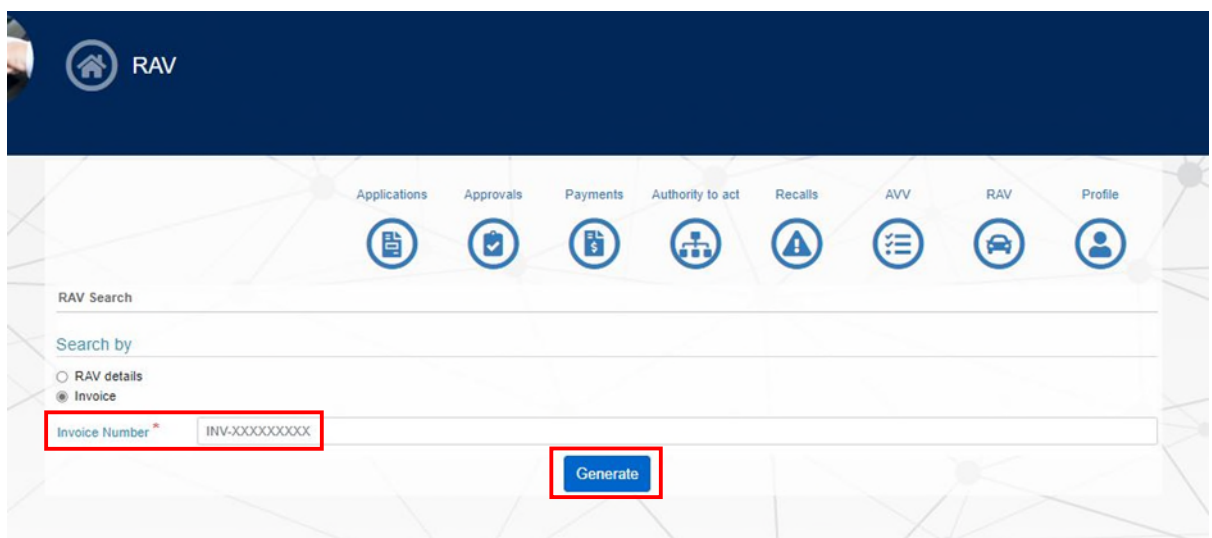 RAV
Applications Approvals Payments Authority to act Recalls AVV RAV Profile
$
RAV Search
Search by
RAV details
Invoice
Invoice Number * INV-XXXXXXXXX
Generate